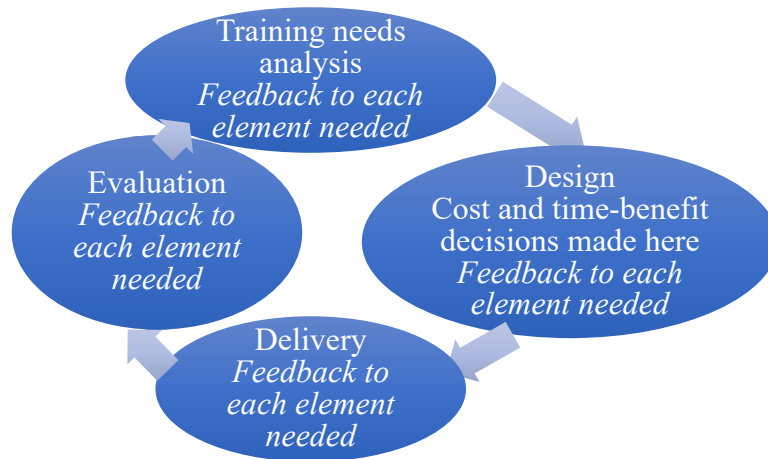 Training needs
analysis
Feedback to each
element needed
Design
Cost and time-benefit
decisions made here
Feedback to each
element needed
Delivery
Feedback to
each element
needed
Evaluation
Feedback to
each element
needed